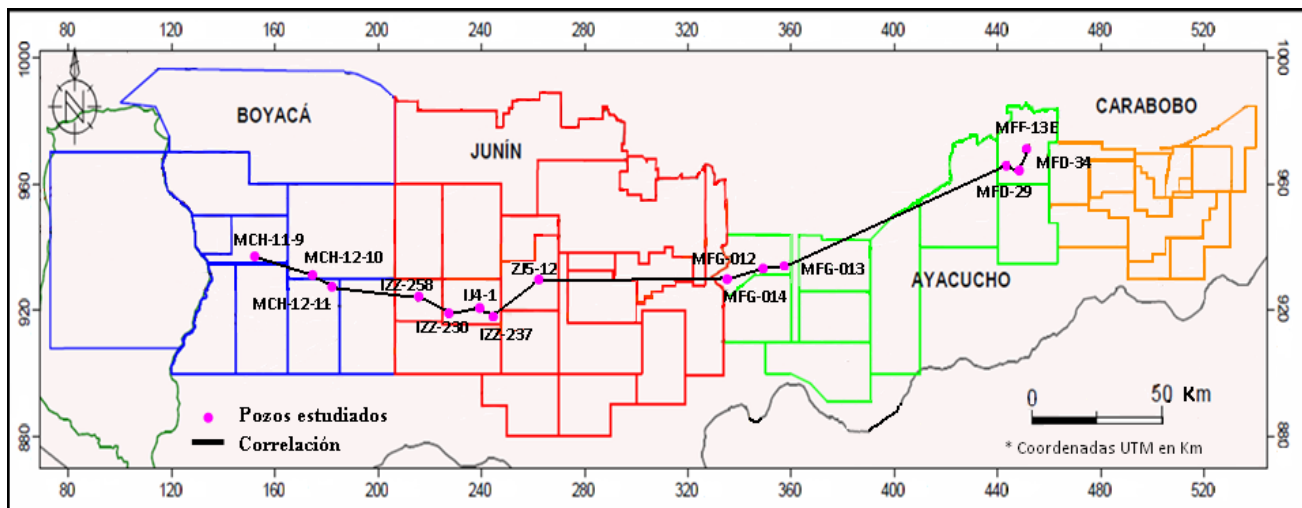 80 120 160 200 240 280 320 360 400 440 480 520
1000 1000
CARABOBO
BOYACÁ
MFF-13E
JUNÍN
N
MFD-34
960 960
MFD-29
MCH-11-9
MCH-12-10 ZJ5-12 MFG-012
IZZ-258 IJ4-1 MFG-013
MCH-12-11 MFG-014 AYACUCHO
920 920
IZZ-230 IZZ-237
50 Km
0
Pozos estudiados
Correlación
* Coordenadas UTM en Km
880 880
80 120 160 200 240 280 320 360 400 440 480 520